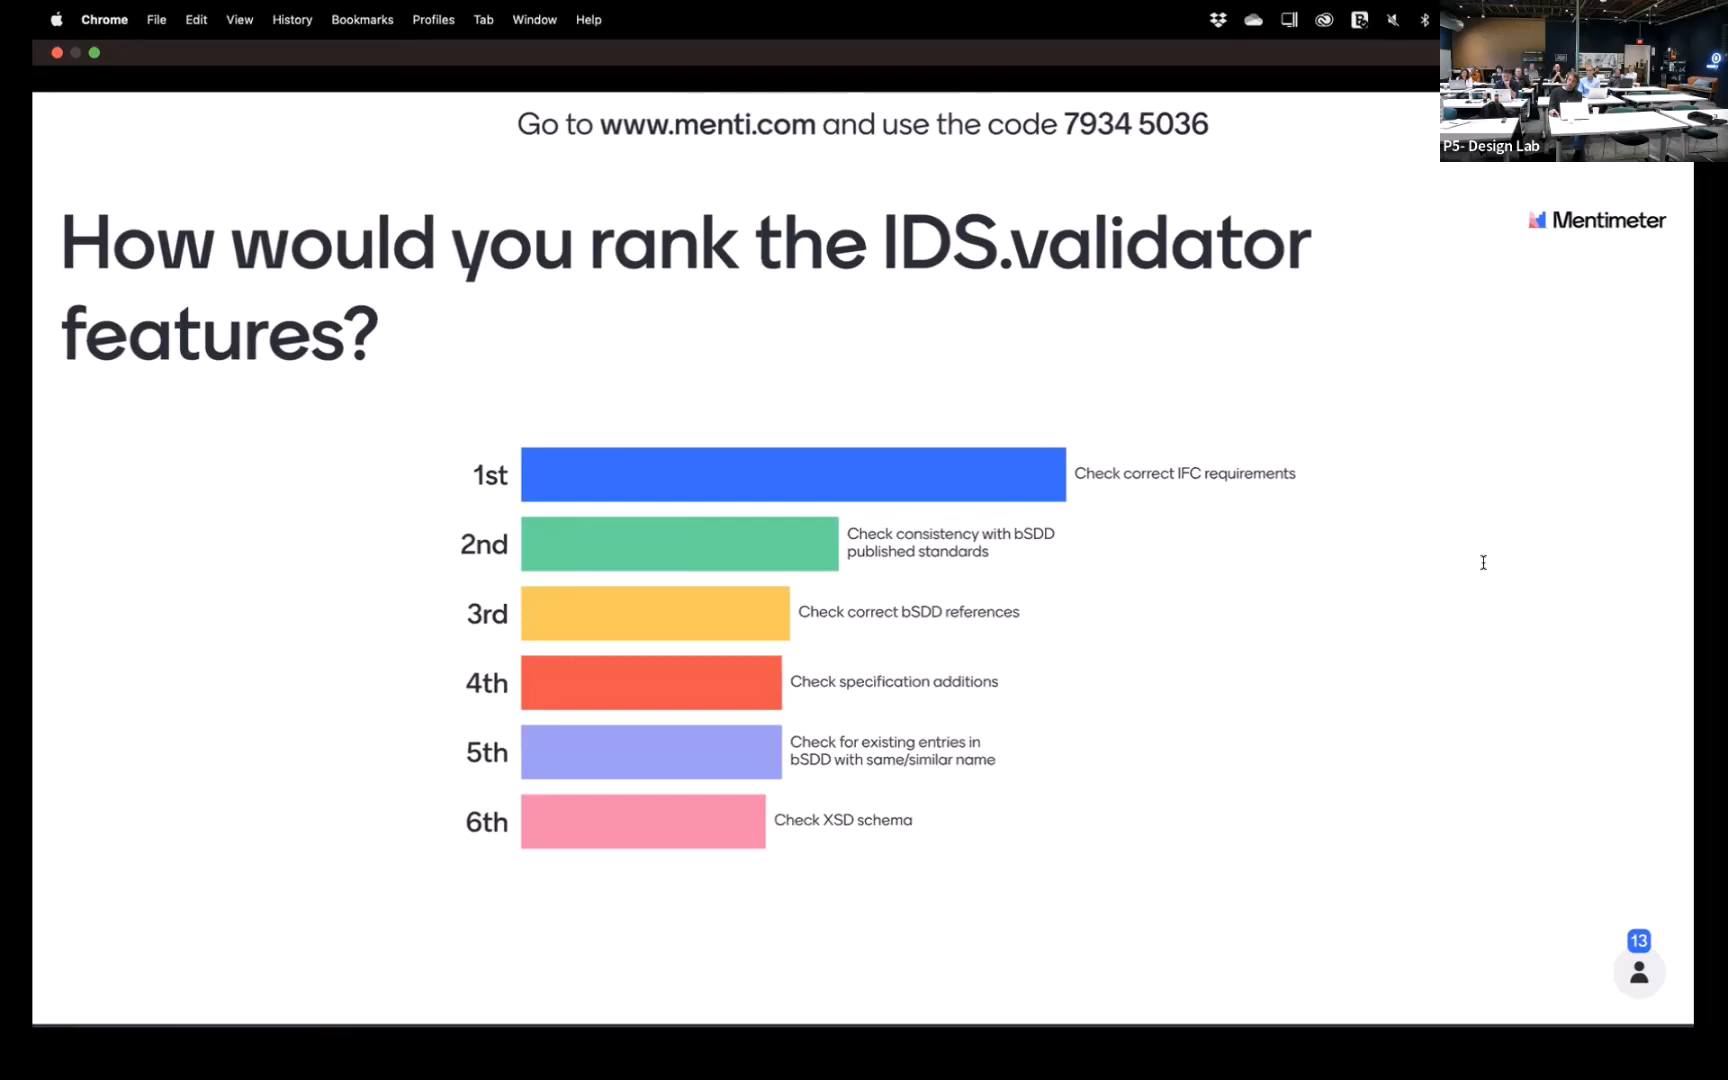 Chrome File Edit View History Bookmarks Profiles Tab Window Help
P5- Design Lab
Go to www.menti.com and use the code 7934 5036
Mentimeter
How would you rank the IDS.validator
features?
1st
Check correct IFC requirements
2nd
Check consistency with bSDD
published standards
3rd
Check correct bSDD references
4th
Check specification additions
5th
Check for existing entries in
bSDD with same/similar name
6th
Check XSD schema
13